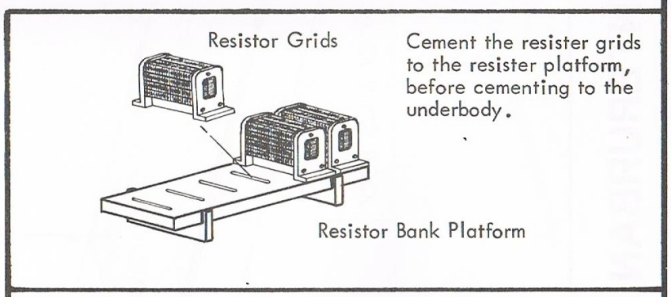 Resistor Grids
Cement the resister grids
to the resister platform,
before cementing to the
underbody.
Resistor Bank Platform